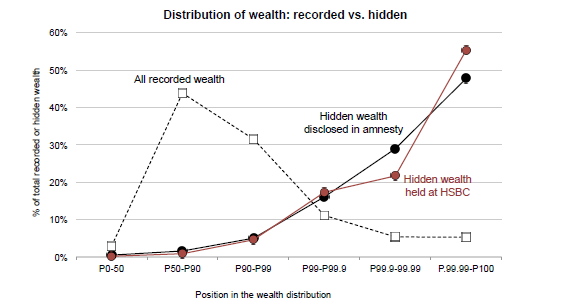 Distribution of wealth: recorded vs. hidden
% of total recorded or hidden wealth
60%
50%
40%
30%
20%
10%
0%
All recorded wealth
Hidden wealth
disclosed in amnesty
Hidden wealth
held at HSBC
P0-50
P50-P90
P90-P99
P99-P99.9
P99.9-99.99
P.99.99-P100
Position in the wealth distribution